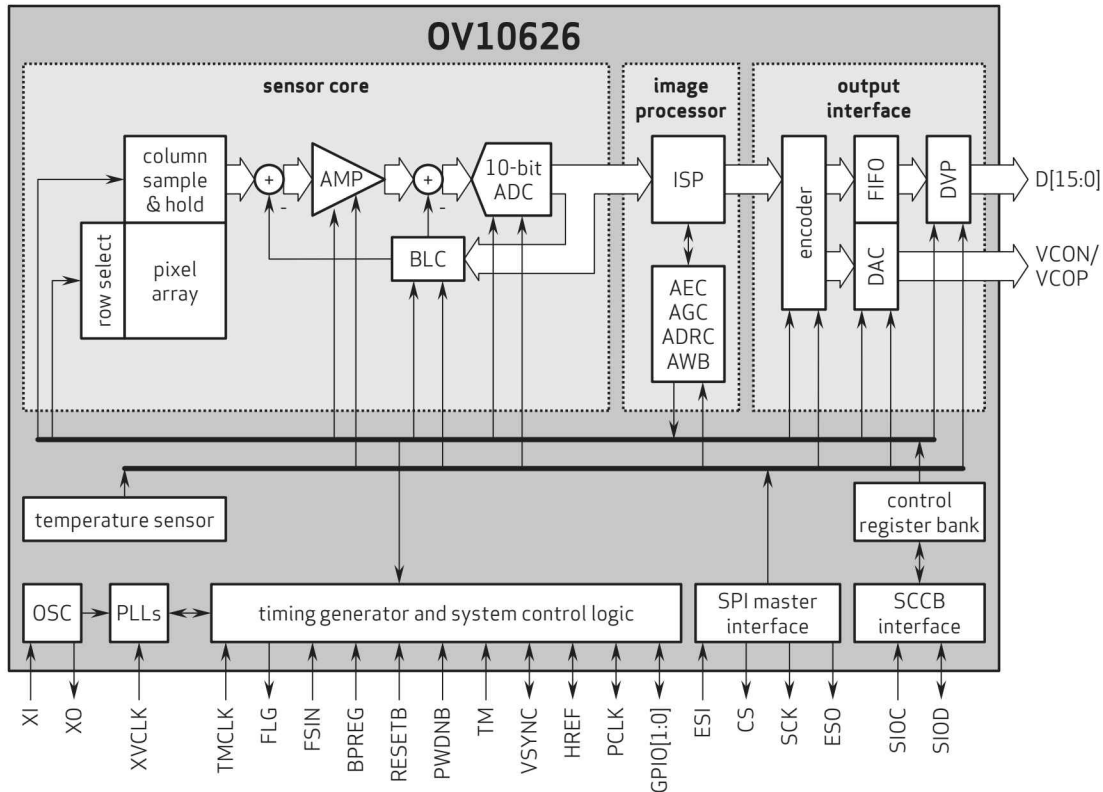 OV10626
sensor core
image
processor
output
interface
column
sample
& hold
+
-
AMP
+
-
10-bit
ADC
ISP
encoder
FIFO
DVP
D[15:0]
row select
pixel
array
BLC
AEC
AGC
ADRC
AWB
DAC
VCON/
VCOP
temperature sensor
control
register bank
OSC
PLLs
timing generator and system control logic
SPI master
interface
SCCB
interface
XI
XO
XVCLK
TMCLK
FLG
FSIN
BPREG
RESETB
PWDNB
TM
VSYNC
HREF
PCLK
GPIO[1:0]
ESI
CS
SCK
ESO
SIOC
SIOD